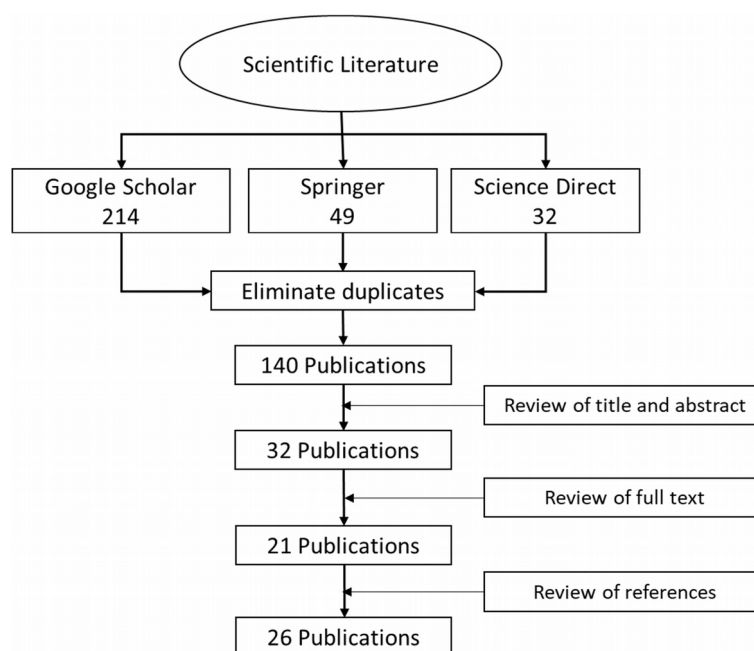 Scientific Literature
Google Scholar
214
Springer
49
Science Direct
32
Eliminate duplicates
140 Publications
Review of title and abstract
32 Publications
Review of full text
21 Publications
Review of references
26 Publications